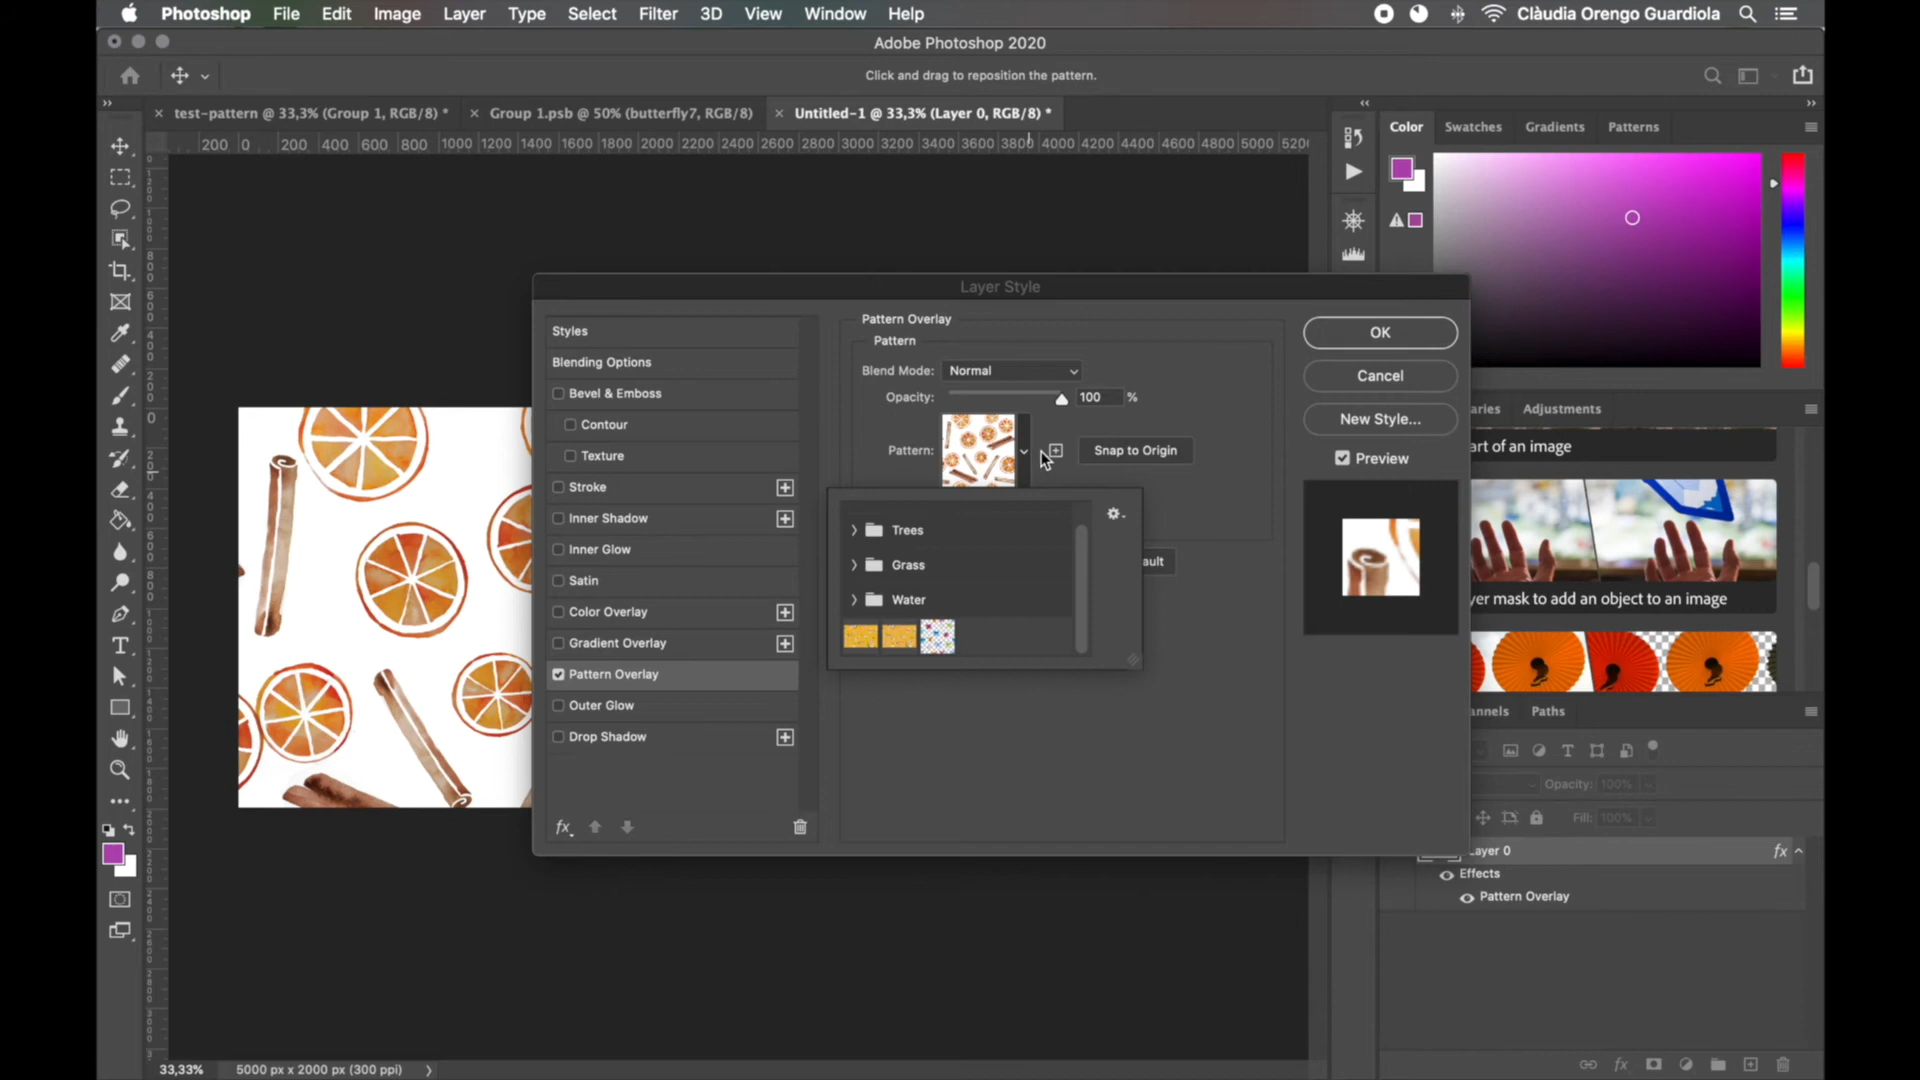 Photoshop File Edit Image Layer Type Select Filter 3D View Window Help Clàudia Orengo Guardiola
Adobe Photoshop 2020
Click and drag to reposition the pattern.
test-pattern @ 33,3% (Group 1, RGB/8) * Group 1.psb @ 50% (butterfly7, RGB/8) Untitled-1 @ 33,3% (Layer 0, RGB/8) *
200 0 200 400 600 800 1000 1200 1400 1600 1800 2000 2200 2400 2600 2800 3000 3200 3400 3600 3800 4000 4200 4400 4600 4800 5000 520
Color Swatches Gradients Patterns
Layer Style
Styles
Blending Options
Bevel & Emboss
Contour
Texture
Stroke
Inner Shadow
Inner Glow
Satin
Color Overlay
Gradient Overlay
Pattern Overlay
Outer Glow
Drop Shadow
fx
Pattern Overlay
Pattern
Blend Mode: Normal
Opacity: 100 %
Pattern: Snap to Origin
Trees
Grass
Water
ault
OK
Cancel
New Style...
Preview
aries Adjustments
art of an image
yer mask to add an object to an image
nnels Paths
Opacity: 100%
Fill: 100%
Layer 0 fx
Effects
Pattern Overlay
fx
33,33% 5000 px x 2000 px (300 ppi)